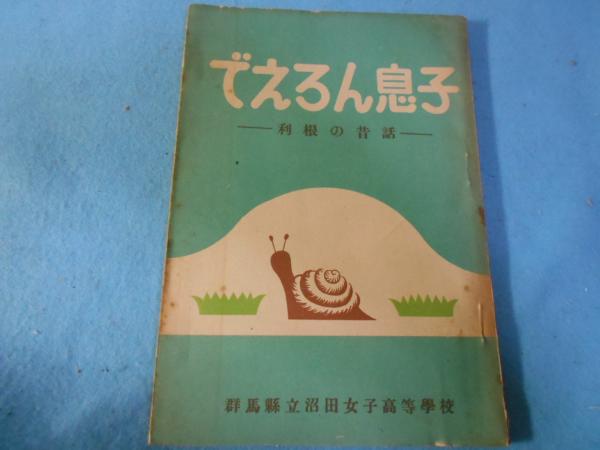 でえろん息子
―利根の昔話―
群馬縣立沼田女子高等學校